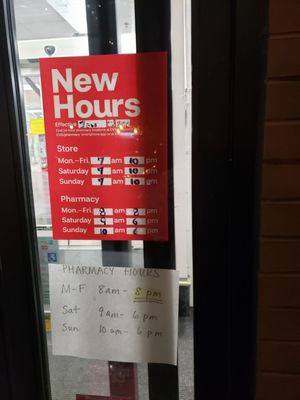 New
Hours
Effective
Store
Mon.-Fri. 7 am 10 pm
Saturday 7 am 10 pm
Sunday 7 am 10 pm
Pharmacy
Mon.-Fri. 8 am 8 pm
Saturday 9 am 6 pm
Sunday 10 am 6 pm
PHARMACY HOURS
M-F 8am- 8 pm
Sat 9am- 6 pm
Sun 10 am- 6 pm